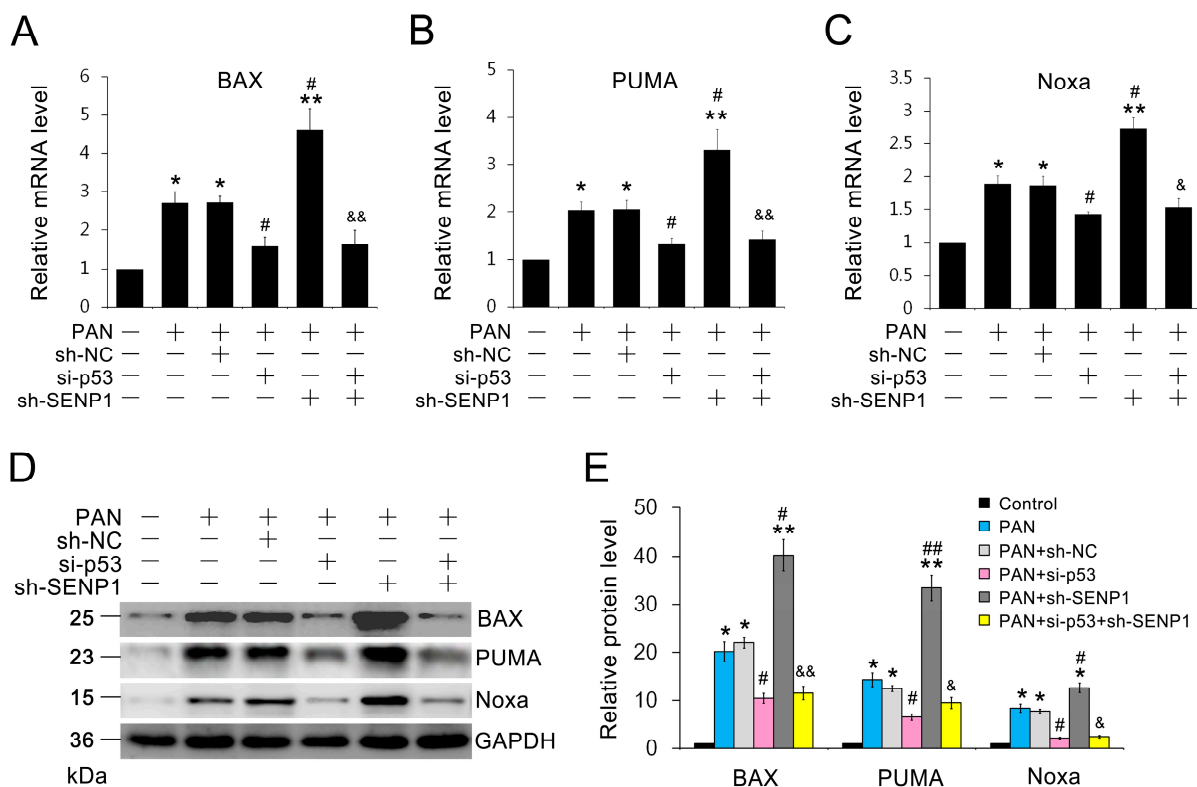 A
BAX
Relative mRNA level
6
5
4
3
2
1
0
* * # # ** &&
PAN — + + + + +
sh-NC — — + — — —
si-p53 — — — + — +
sh-SENP1 — — — — + +
B
PUMA
Relative mRNA level
5
4
3
2
1
0
* * # # ** &&
PAN — + + + + +
sh-NC — — + — — —
si-p53 — — — + — +
sh-SENP1 — — — — + +
C
Noxa
Relative mRNA level
3.5
3
2.5
2
1.5
1
0.5
0
* * # # ** &
PAN — + + + + +
sh-NC — — + — — —
si-p53 — — — + — +
sh-SENP1 — — — — + +
D
PAN — + + + + +
sh-NC — — + — — —
si-p53 — — — + — +
sh-SENP1 — — — — + +
25 BAX
23 PUMA
15 Noxa
36 GAPDH
kDa
E
Relative protein level
50
40
30
20
10
0
* * # # ** &&
* * # ## ** &
* * # # * &
BAX PUMA Noxa
Control
PAN
PAN+sh-NC
PAN+si-p53
PAN+sh-SENP1
PAN+si-p53+sh-SENP1